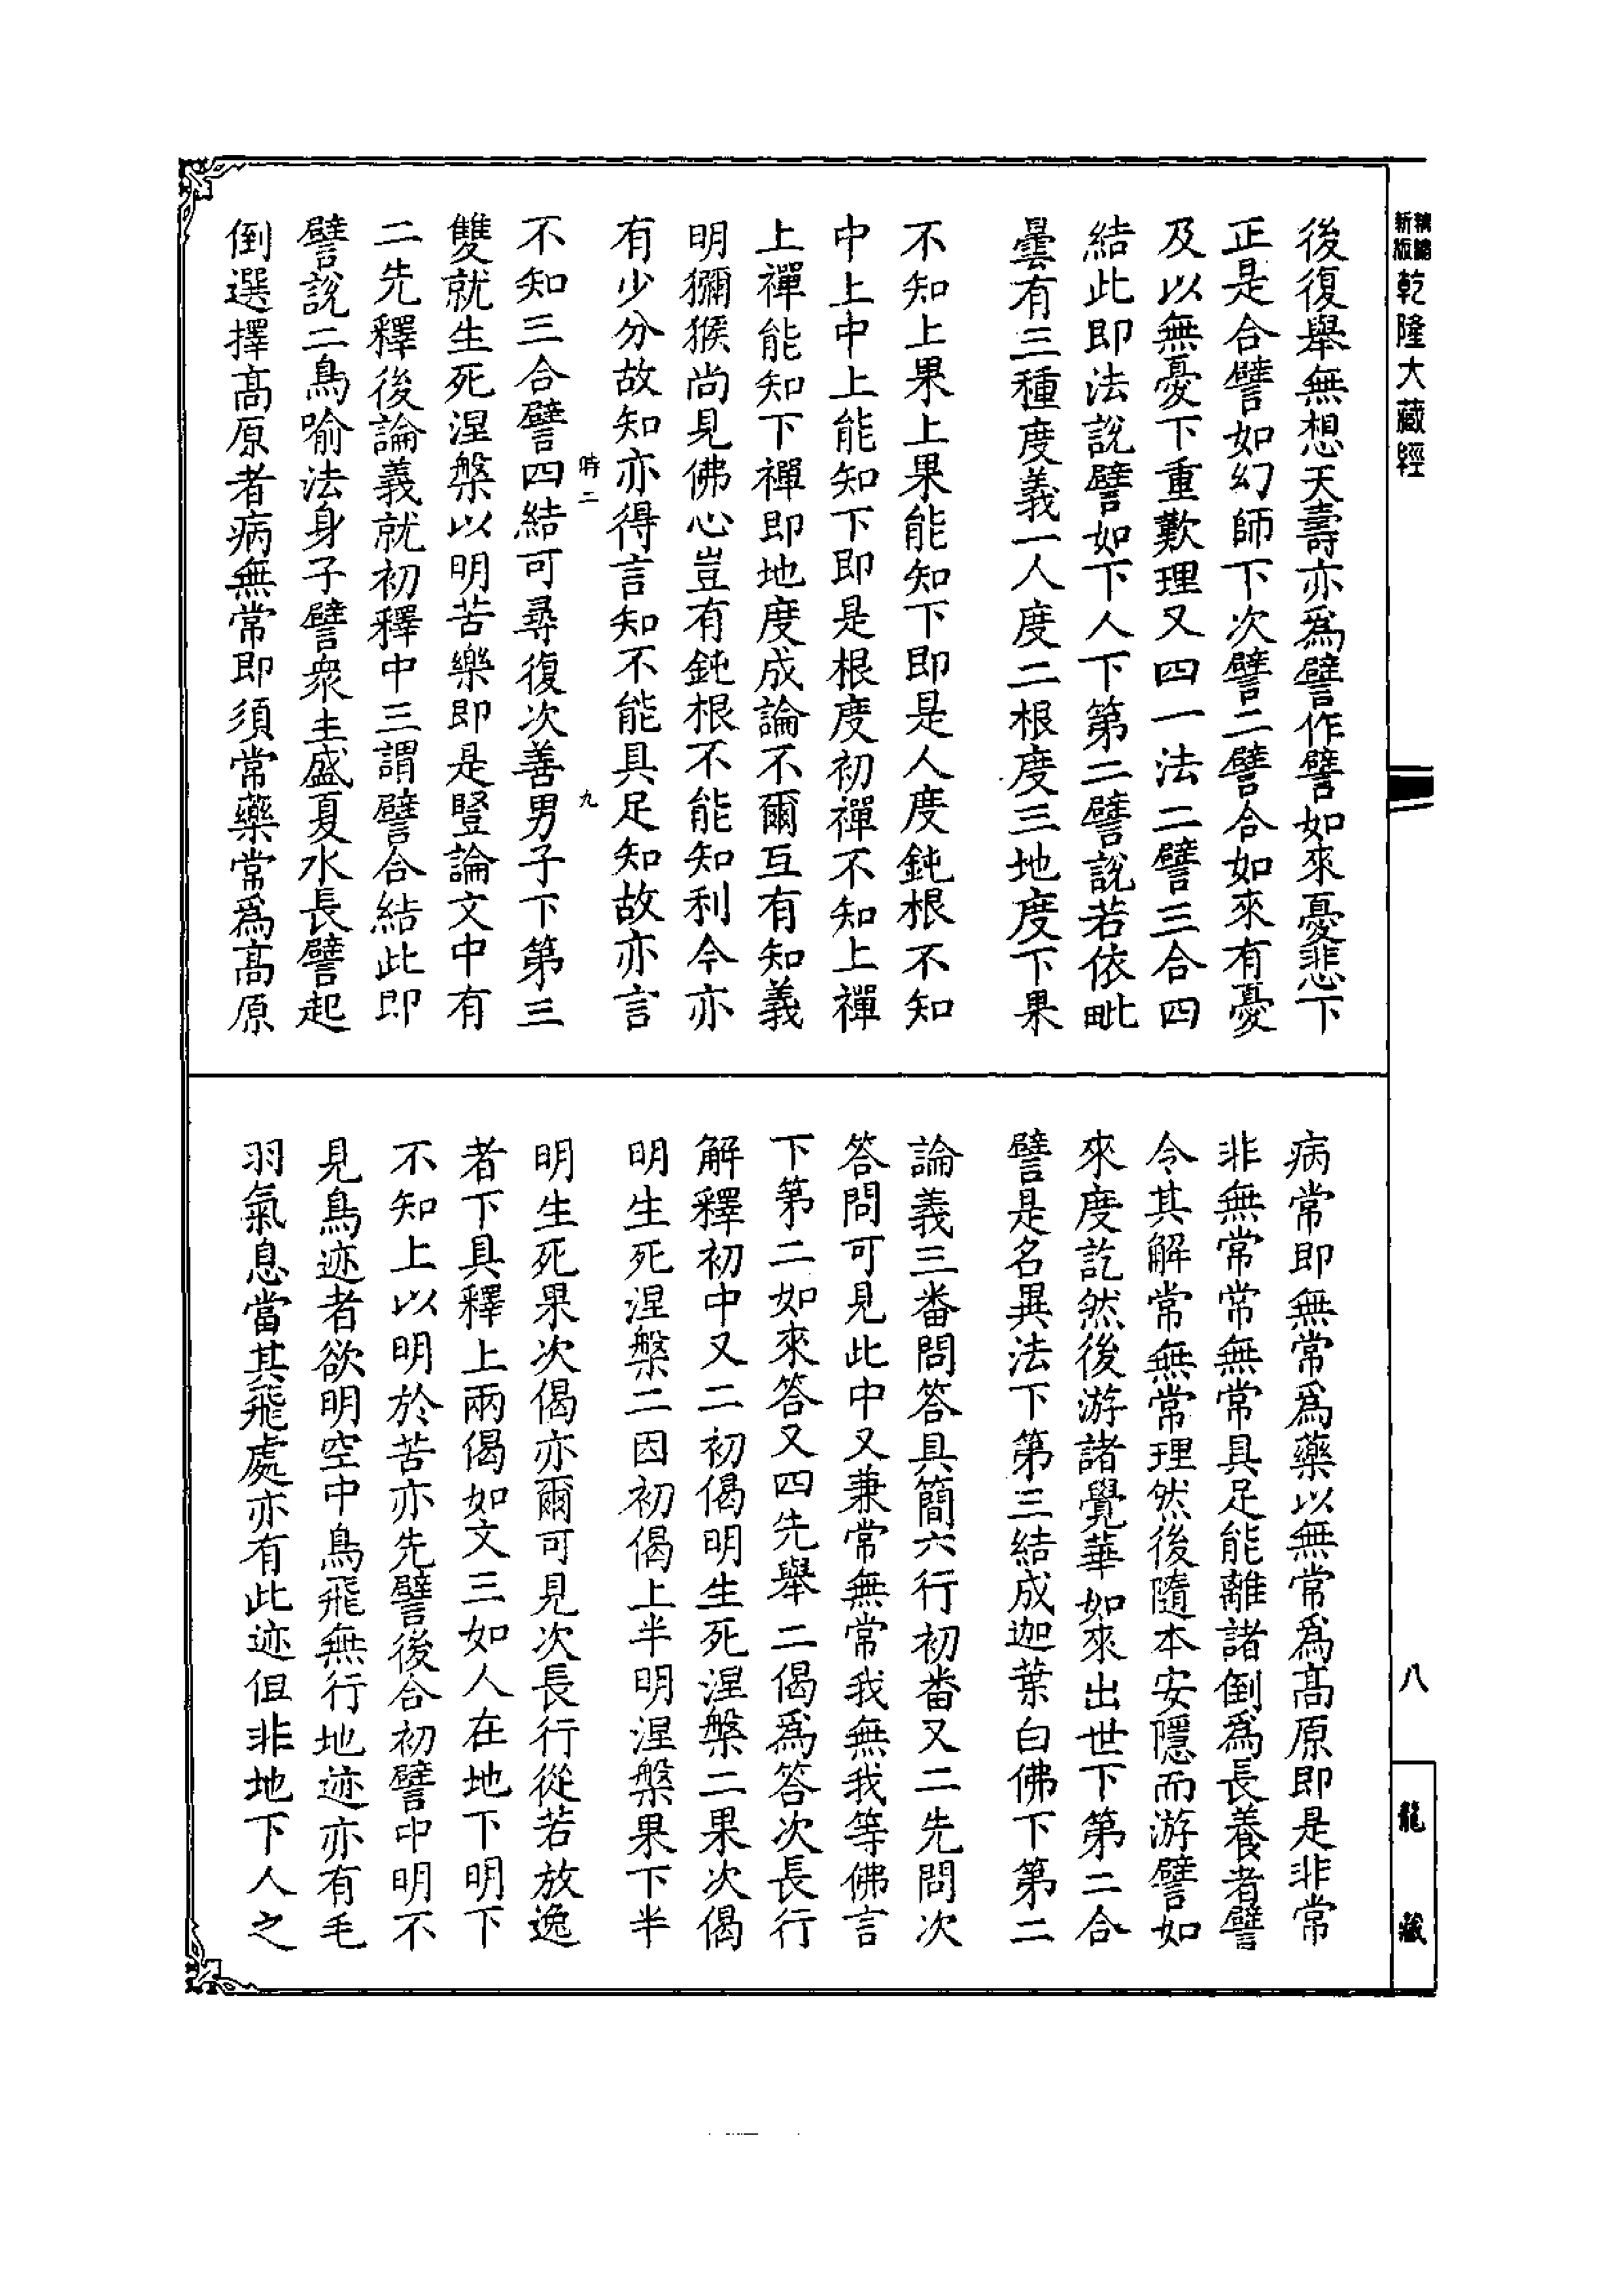 新版精編乾隆大藏經
八
龍藏
後復舉無想天壽亦爲譬作譬如來憂悲下
正是合譬如幻師下次譬二譬合如來有憂
及以無憂下重歎理又四一法二譬三合四
結此即法說譬如下人下第二譬說若依毗
曇有三種度義一人度二根度三地度下果
不知上果上果能知下即是人度鈍根不知
中上中上能知下即是根度初禪不知上禪
上禪能知下禪即地度成論不爾互有知義
明獼猴尚見佛心豈有鈍根不能知利今亦
有少分故知亦得言知不能具足知故亦言
時二 九
不知三合譬四結可尋復次善男子下第三
雙就生死涅槃以明苦樂即是豎論文中有
二先釋後論義就初釋中三謂譬合結此即
譬說二鳥喻法身子譬衆生盛夏水長譬起
倒選擇高原者病無常即須常藥常爲高原
病常即無常爲藥以無常爲高原即是非常
非無常常無常具足能離諸倒爲長養者譬
令其解常無常理然後隨本安隱而游譬如
來度訖然後游諸覺華如來出世下第二合
譬是名異法下第三結成迦葉白佛下第二
論義三番問答具簡六行初番又二先問次
答問可見此中又兼常無常我無我等佛言
下第二如來答又四先舉二偈爲答次長行
解釋初中又二初偈明生死涅槃二果次偈
明生死涅槃二因初偈上半明涅槃果下半
明生死果次偈亦爾可見次長行從若放逸
者下具釋上兩偈如文三如人在地下明下
不知上以明於苦亦先譬後合初譬中明不
見鳥迹者欲明空中鳥飛無行地迹亦有毛
羽氣息當其飛處亦有此迹但非地下人之